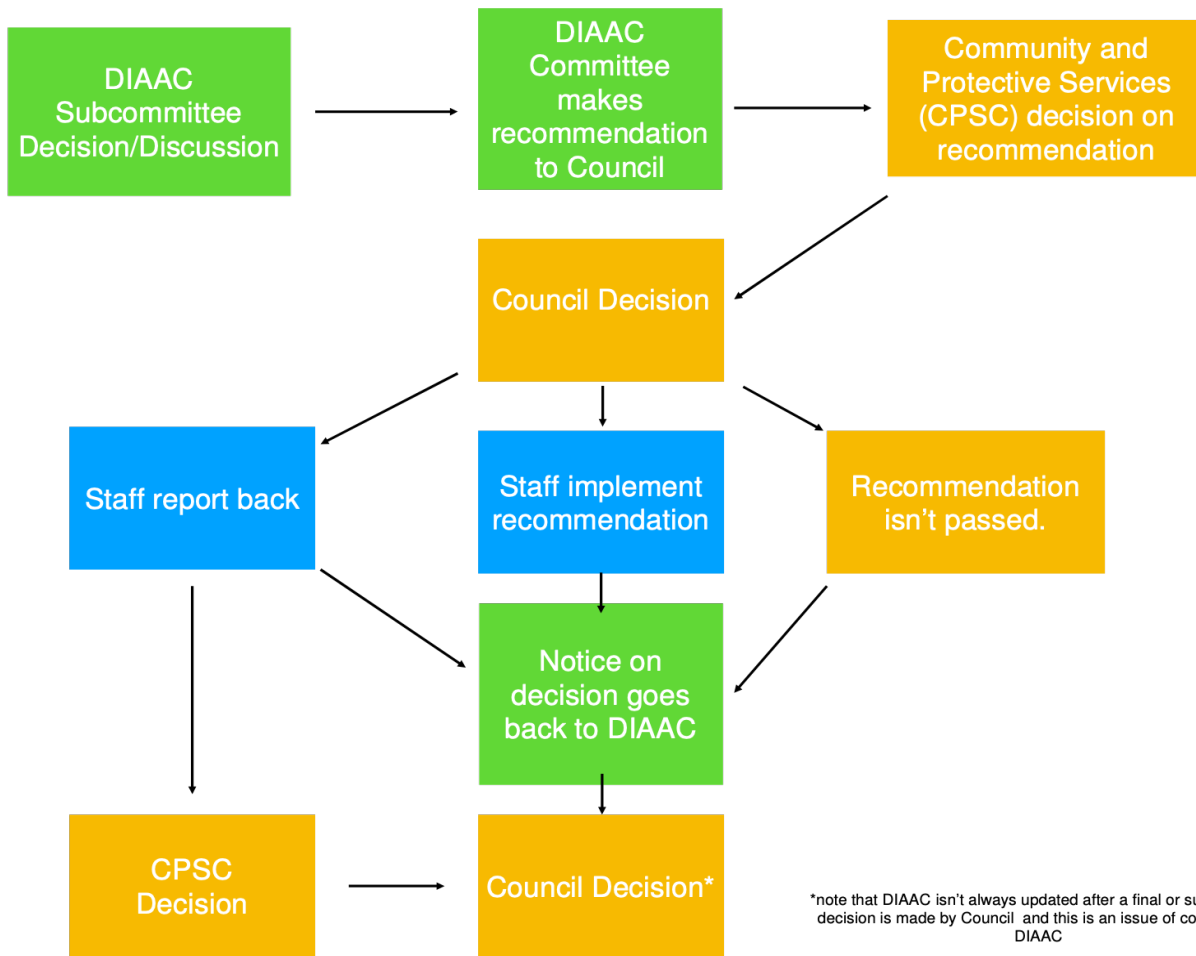 DIAAC
Subcommittee
Decision/Discussion
DIAAC
Committee
makes
recommendation
to Council
Community and
Protective Services
(CPSC) decision on
recommendation
Council Decision
Staff report back
Staff implement
recommendation
Recommendation
isn't passed.
Notice on
decision goes
back to DIAAC
CPSC
Decision
Council Decision*
*note that DIAAC isn't always updated after a final or
decision is made by Council and this is an issue of
DIAAC